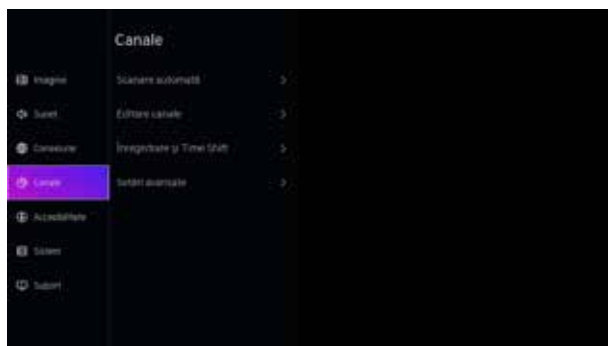 Canale
Imagine
Sunet
Conexiune
Canale
Accesibilitate
Sistem
Suport
Scanare automată
Editare canale
Înregistrare și Time Shift
Setări avansate